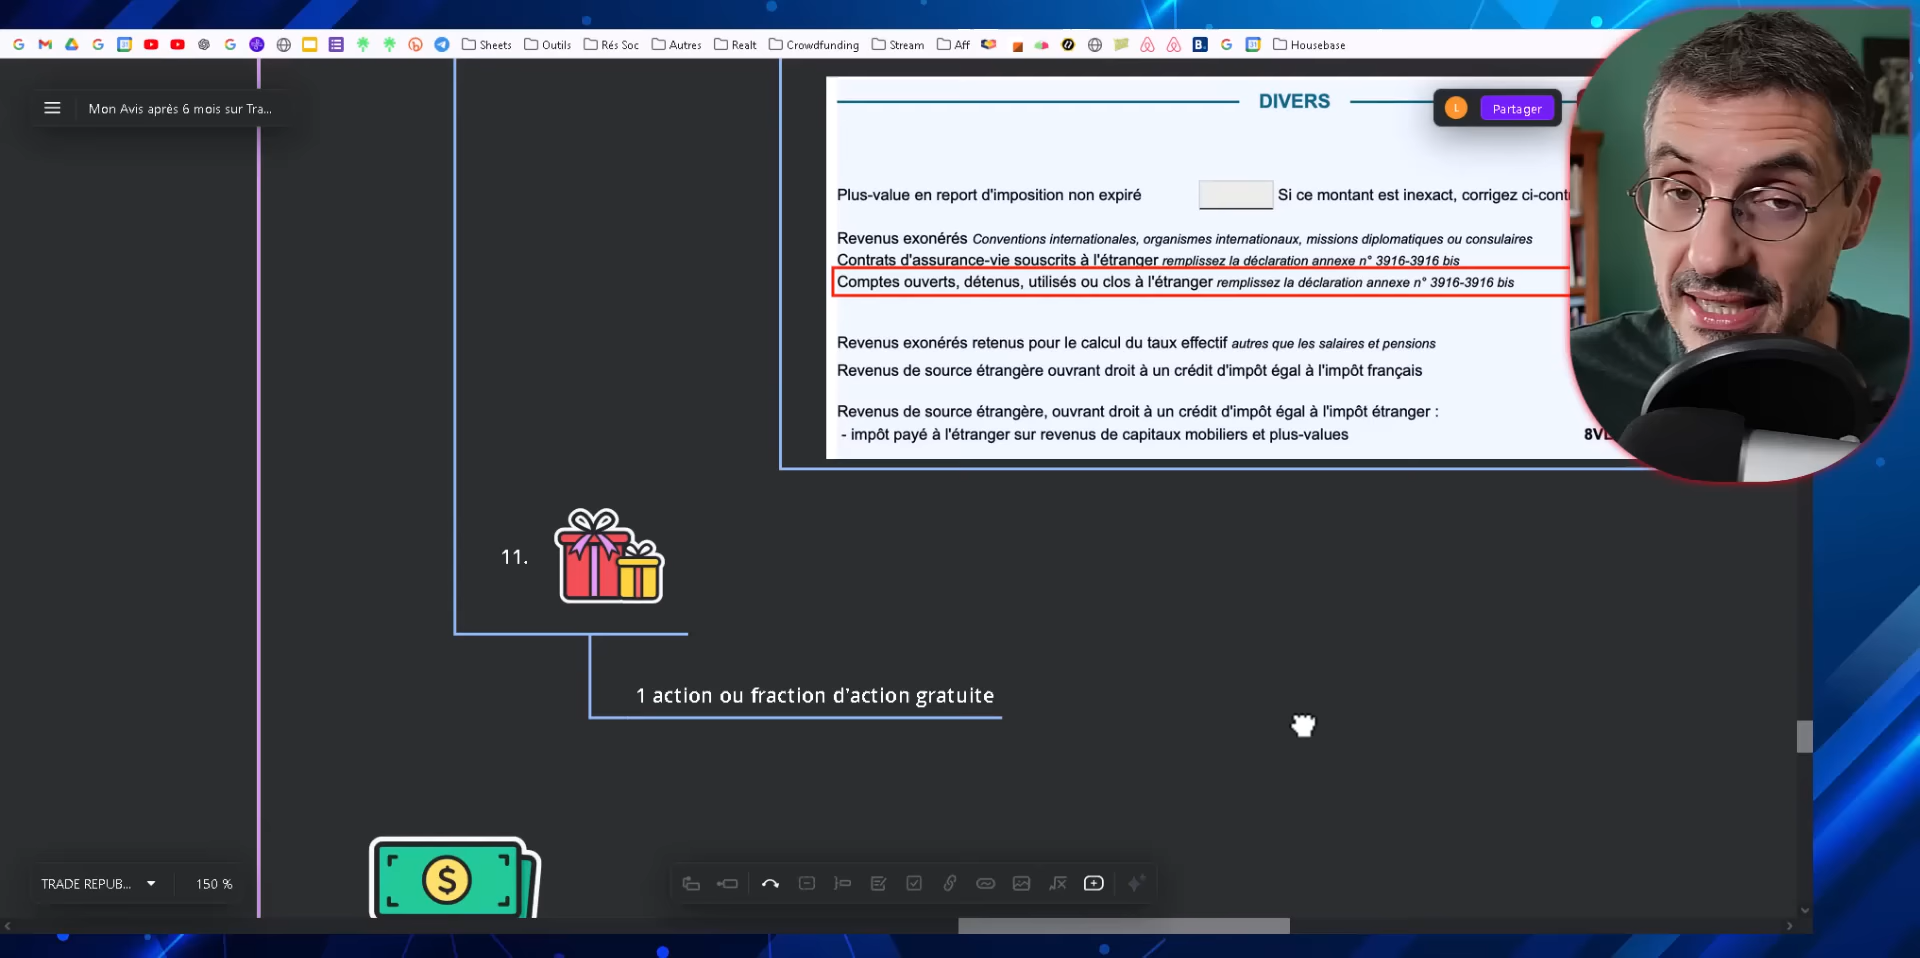 Sheets
Outils
Rés Soc
Autres
Realt
Crowdfunding
Stream
Aff
B.
Housebase
Mon Avis après 6 mois sur Tra...
DIVERS
L
Partager
Plus-value en report d'imposition non expiré
Si ce montant est inexact, corrigez
Revenus exonérés Conventions internationales, organismes internationaux, missions diplomatiques ou consulaires
Contrats d'assurance-vie souscrits à l'étranger remplissez la déclaration annexe n° 3916-3916 bis
Comptes ouverts, détenus, utilisés ou clos à l'étranger remplissez la déclaration annexe n° 3916-3916 bis
Revenus exonérés retenus pour le calcul du taux effectif autres que les salaires et pensions
Revenus de source étrangère ouvrant droit à un crédit d'impôt égal à l'impôt français
Revenus de source étrangère, ouvrant droit à un crédit d'impôt égal à l'impôt étranger :
- impôt payé à l'étranger sur revenus de capitaux mobiliers et plus-values
11.
1 action ou fraction d'action gratuite
$
TRADE REPUB...
150 %